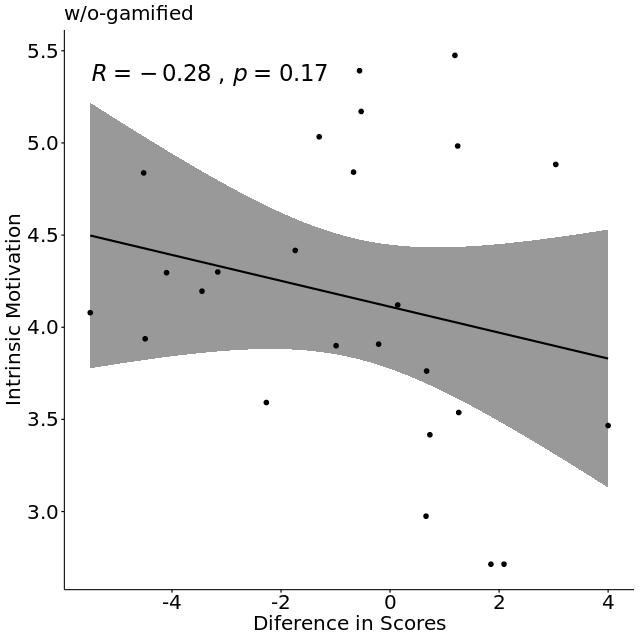 w/o-gamified
R = −0.28 , p = 0.17
5.5
5.0
4.5
4.0
3.5
3.0
Intrinsic Motivation
-4 -2 0 2 4
Diference in Scores